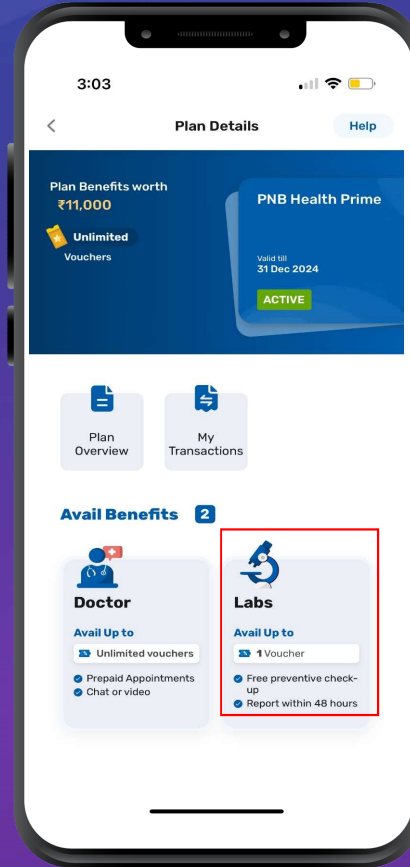 3:03
Plan Details
Help
Plan Benefits worth
₹11,000
Unlimited
Vouchers
PNB Health Prime
Valid till
31 Dec 2024
ACTIVE
Plan
Overview
My
Transactions
Avail Benefits 2
Doctor
Avail Up to
Unlimited vouchers
Prepaid Appointments
Chat or video
Labs
Avail Up to
1 Voucher
Free preventive check-
up
Report within 48 hours